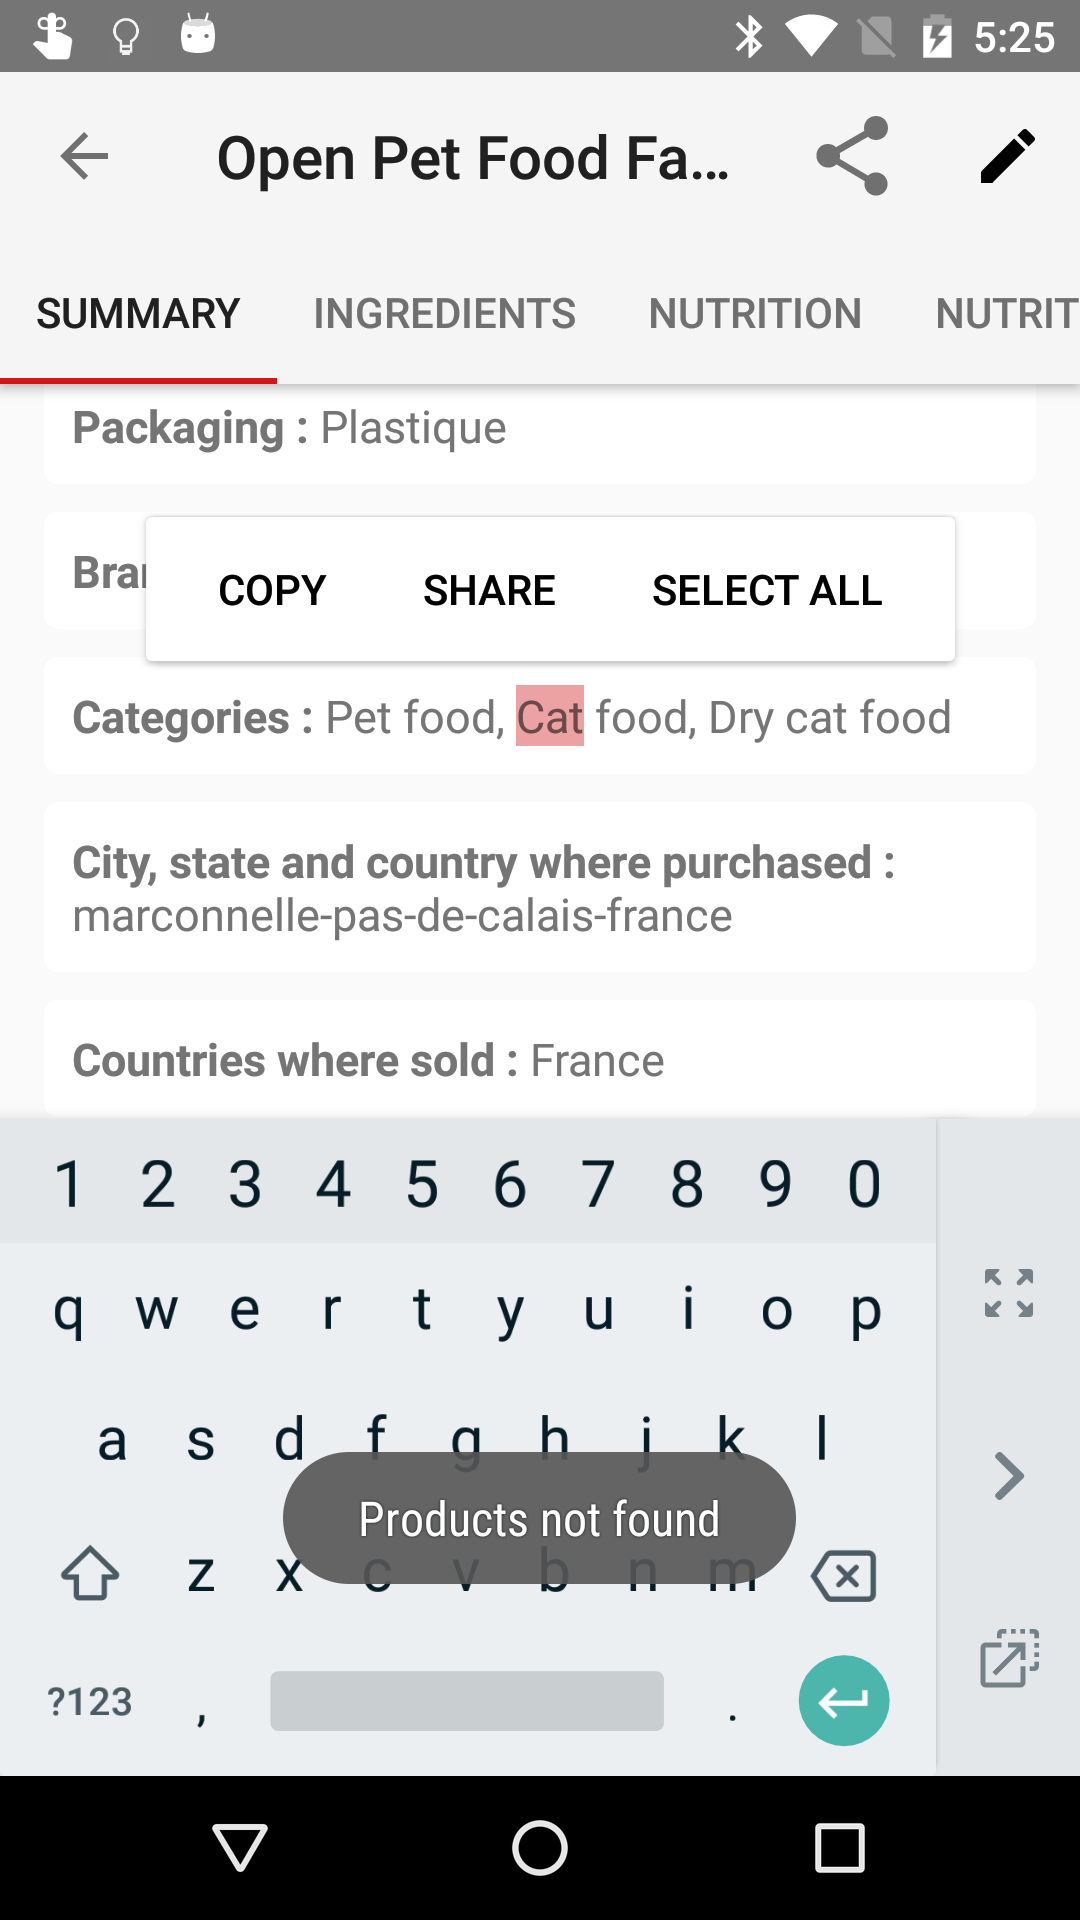 5:25
Open Pet Food Fa...
SUMMARY INGREDIENTS NUTRITION NUTRIT
Packaging : Plastique
COPY SHARE SELECT ALL
Categories : Pet food, Cat food, Dry cat food
City, state and country where purchased :
marconnelle-pas-de-calais-france
Countries where sold : France
1 2 3 4 5 6 7 8 9 0
q w e r t y u i o p
a s d f g h j k l
Products not found
z x c v b n m
?123 , .